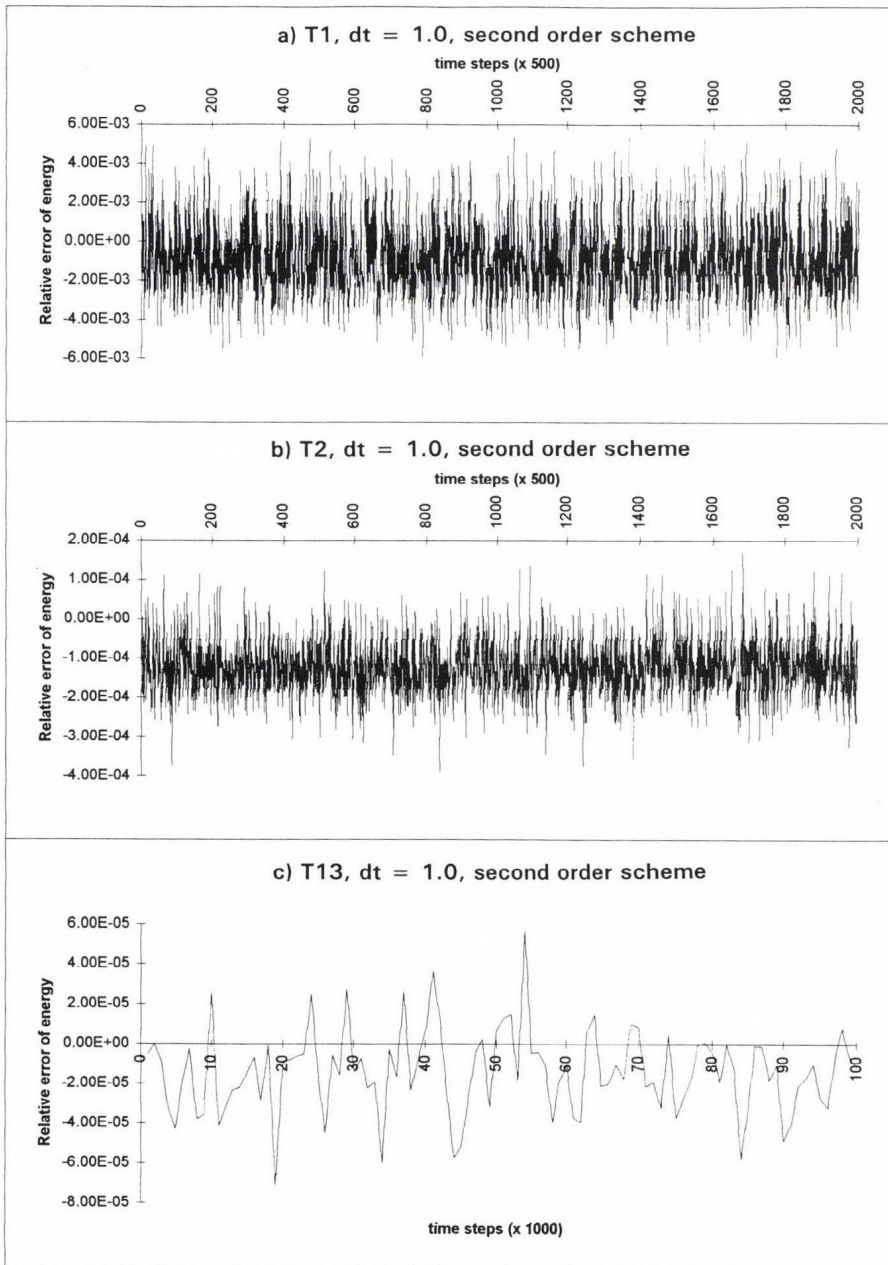 a) T1, dt = 1.0, second order scheme
time steps (x 500)
0 200 400 600 800 1000 1200 1400 1600 1800 2000
Relative error of energy
6.00E-03
4.00E-03
2.00E-03
0.00E+00
-2.00E-03
-4.00E-03
-6.00E-03
b) T2, dt = 1.0, second order scheme
time steps (x 500)
0 200 400 600 800 1000 1200 1400 1600 1800 2000
Relative error of energy
2.00E-04
1.00E-04
0.00E+00
-1.00E-04
-2.00E-04
-3.00E-04
-4.00E-04
c) T13, dt = 1.0, second order scheme
Relative error of energy
6.00E-05
4.00E-05
2.00E-05
0.00E+00
-2.00E-05
-4.00E-05
-6.00E-05
-8.00E-05
0 10 20 30 40 50 60 70 80 90 100
time steps (x 1000)